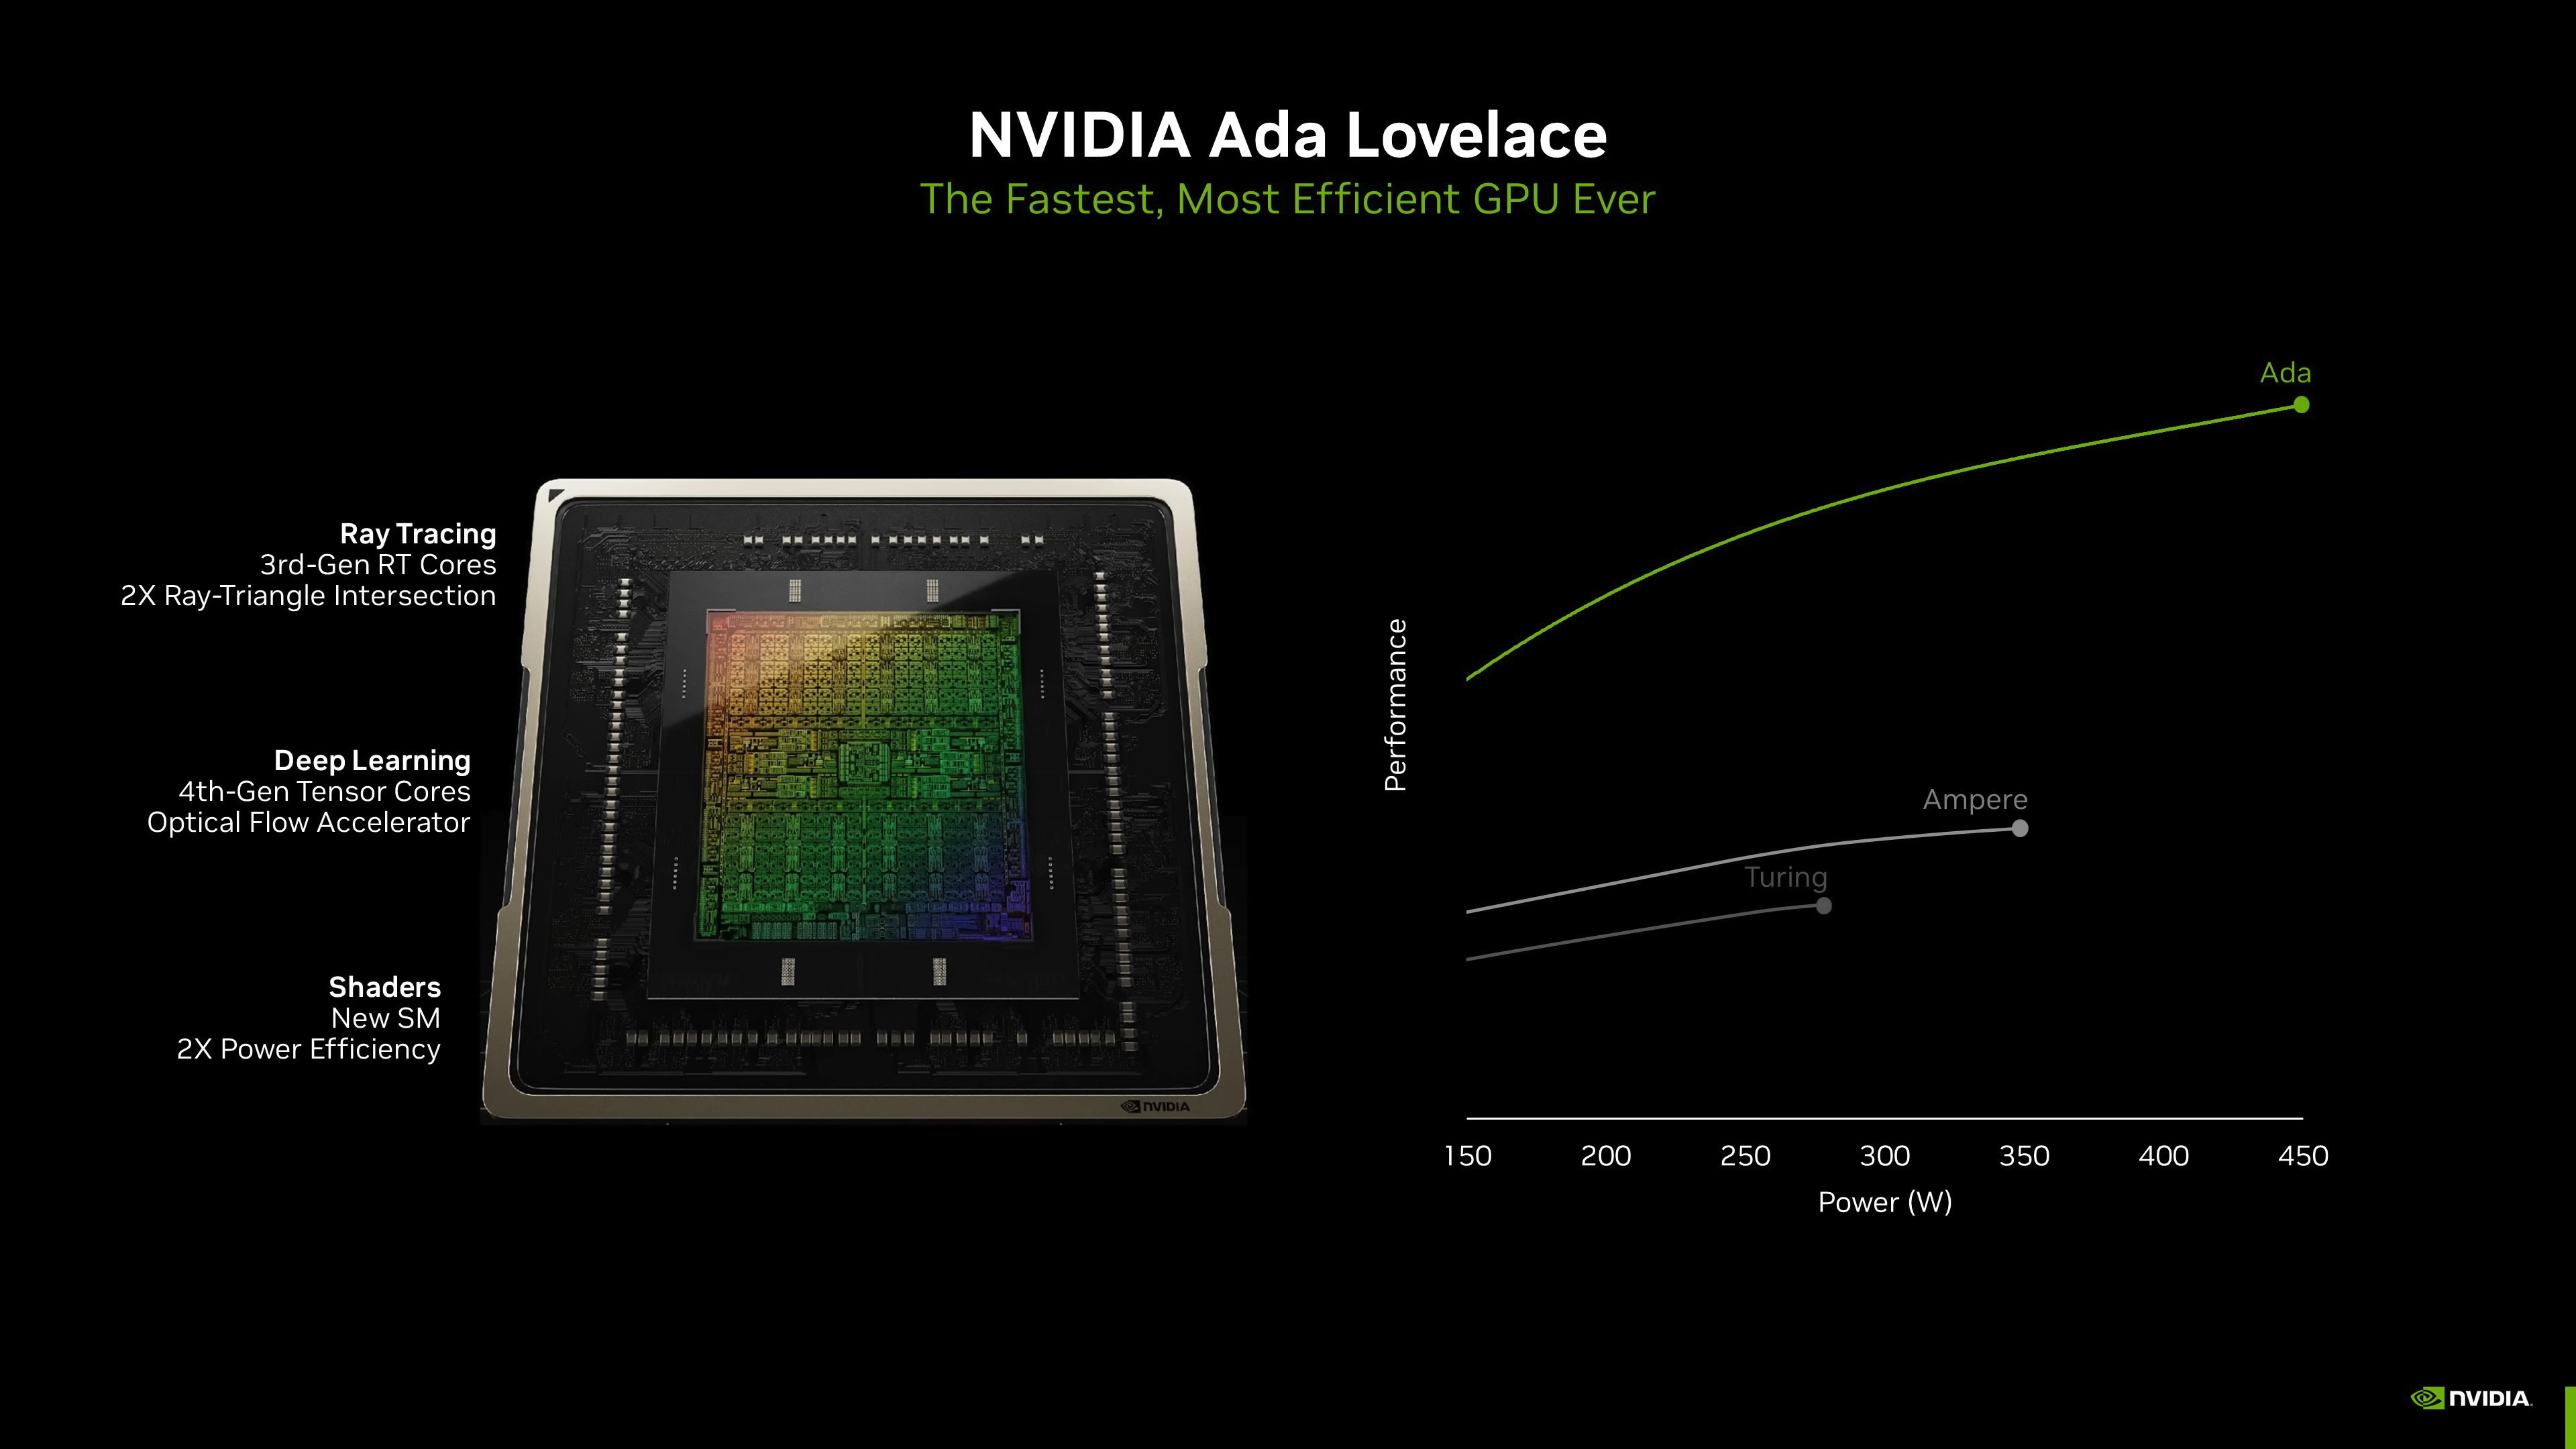 NVIDIA Ada Lovelace
The Fastest, Most Efficient GPU Ever
Ray Tracing
3rd-Gen RT Cores
2X Ray-Triangle Intersection
Deep Learning
4th-Gen Tensor Cores
Optical Flow Accelerator
Shaders
New SM
2X Power Efficiency
NVIDIA
Performance
Ada
Ampere
Turing
150 200 250 300 350 400 450
Power (W)
NVIDIA.